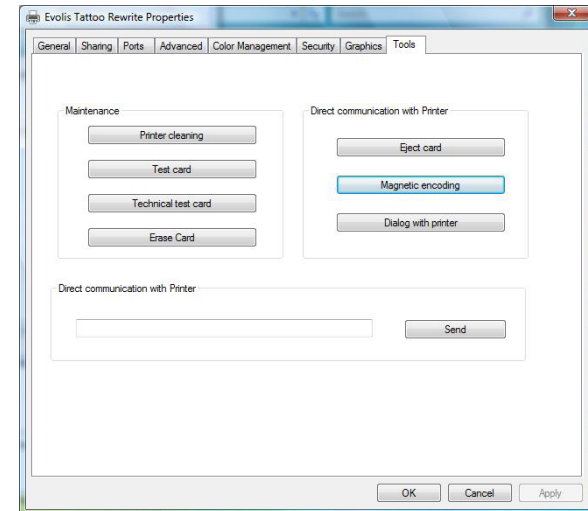 Evolis Tattoo Rewrite Properties
General Sharing Ports Advanced Color Management Security Graphics Tools
Maintenance
Printer cleaning
Test card
Technical test card
Erase Card
Direct communication with Printer
Eject card
Magnetic encoding
Dialog with printer
Direct communication with Printer
Send
OK Cancel Apply